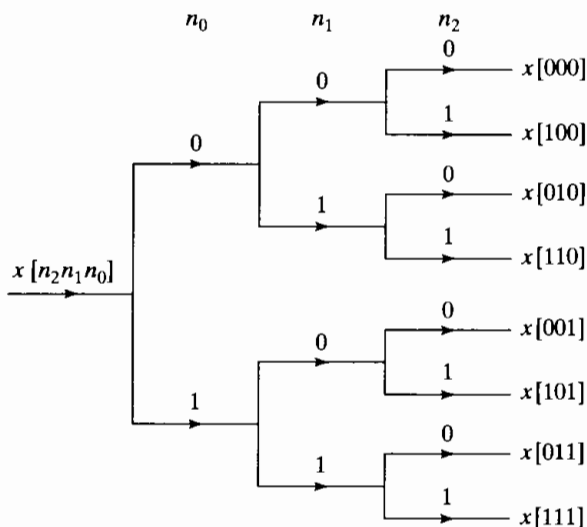 n₀ n₁ n₂
0 x[000]
0
1 x[100]
0
0 x[010]
1
1 x[110]
x[n₂n₁n₀]
0 x[001]
0
1 x[101]
1
0 x[011]
1
1 x[111]